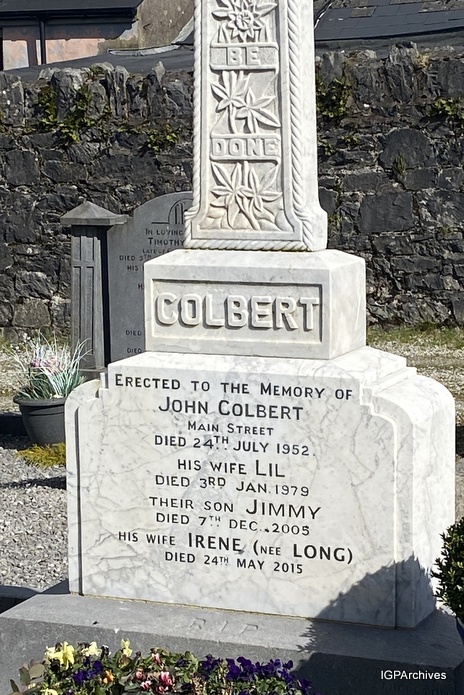 BE
DONE
IN LOVING
TIMOTHY
COLBERT
ERECTED TO THE MEMORY OF
JOHN COLBERT
MAIN STREET
DIED 24TH JULY 1952.
HIS WIFE LIL
DIED 3RD JAN. 1979
THEIR SON JIMMY
DIED 7TH DEC. 2005
HIS WIFE IRENE (NEE LONG)
DIED 24TH MAY 2015
R.I.P.
IGPArchives